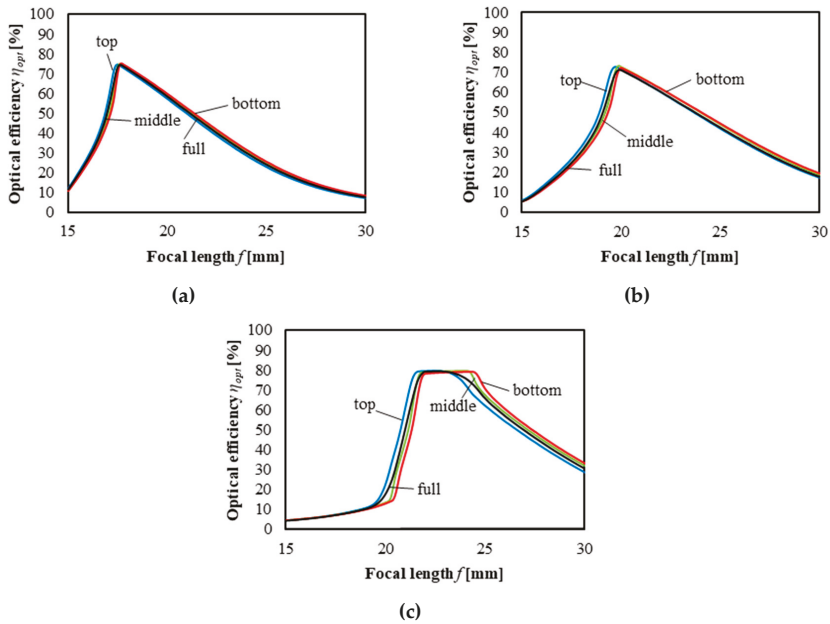 Optical efficiency η_opt [%]
100
90
80
70
60
50
40
30
20
10
0
top
middle
bottom
full
15
20
25
30
Focal length f [mm]
(a)
Optical efficiency η_opt [%]
100
90
80
70
60
50
40
30
20
10
0
top
bottom
middle
full
15
20
25
30
Focal length f [mm]
(b)
Optical efficiency η_opt [%]
100
90
80
70
60
50
40
30
20
10
0
top
middle
bottom
full
15
20
25
30
Focal length f [mm]
(c)